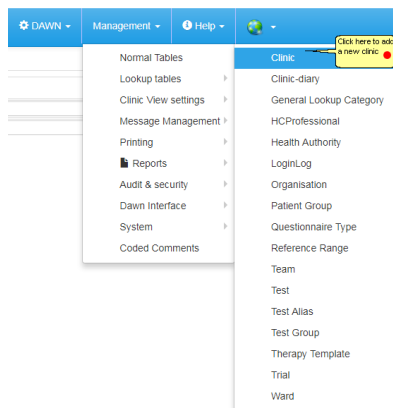 DAWN Management Help
Click here to add
a new clinic
Normal Tables
Lookup tables
Clinic View settings
Message Management
Printing
Reports
Audit & security
Dawn Interface
System
Coded Comments
Clinic
Clinic-diary
General Lookup Category
HCProfessional
Health Authority
LoginLog
Organisation
Patient Group
Questionnaire Type
Reference Range
Team
Test
Test Alias
Test Group
Therapy Template
Trial
Ward